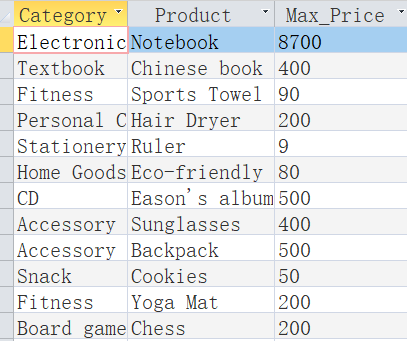 Category Product Max_Price
Electronic Notebook 8700
Textbook Chinese book 400
Fitness Sports Towel 90
Personal C Hair Dryer 200
Stationery Ruler 9
Home Goods Eco-friendly 80
CD Eason's album 500
Accessory Sunglasses 400
Accessory Backpack 500
Snack Cookies 50
Fitness Yoga Mat 200
Board game Chess 200